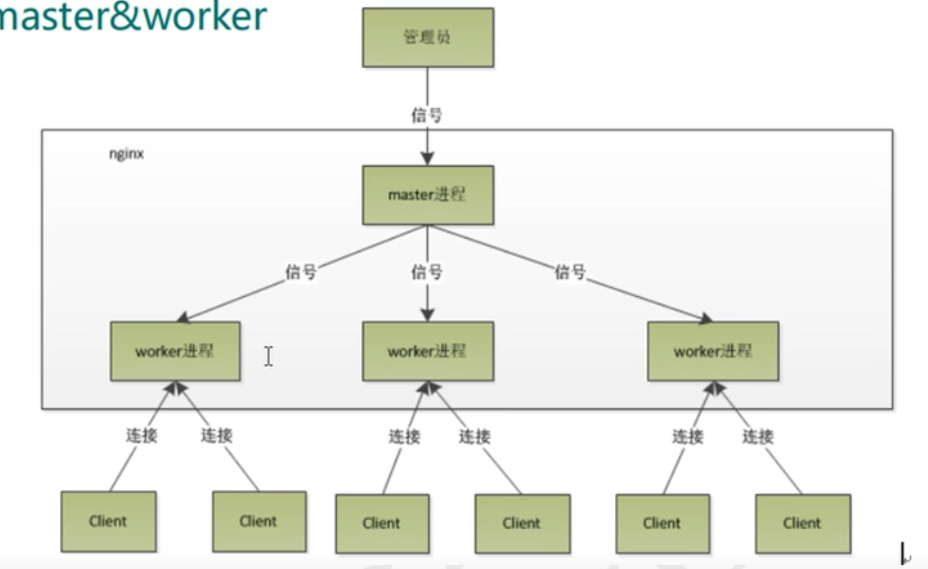 master&worker
管理员
信号
nginx
master进程
信号 信号 信号
worker进程 worker进程 worker进程
连接 连接 连接 连接 连接 连接
Client Client Client Client Client Client